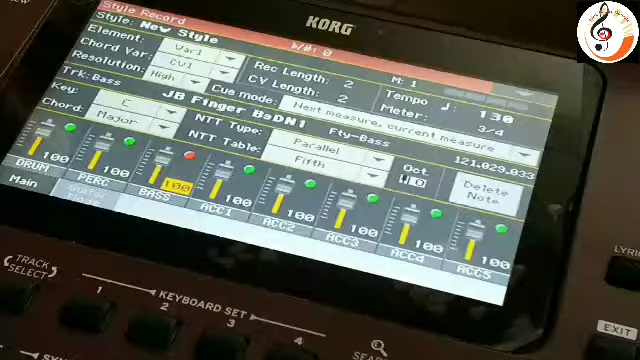 KORG
Style Record
Style: New Style
Element: Var1
Chord Var: CV1
Resolution: High
Rec Length: 2
CV Length: 2
M: 1
Tempo ♩: 130
Meter: 3/4
Cue mode: Next measure, current measure
Trk: Bass
JB Finger BsDN1
Fty-Bass
121.029.033
Key: C
Chord: Major
NTT Type: Parallel
NTT Table: Fifth
Oct. 0
Delete Note
100 100 100 100 100 100 100 100
DRUM PERC BASS ACC1 ACC2 ACC3 ACC4 ACC5
Main
Guitar Mode
TRACK SELECT
KEYBOARD SET
1 2 3 4
LYRIC
EXIT